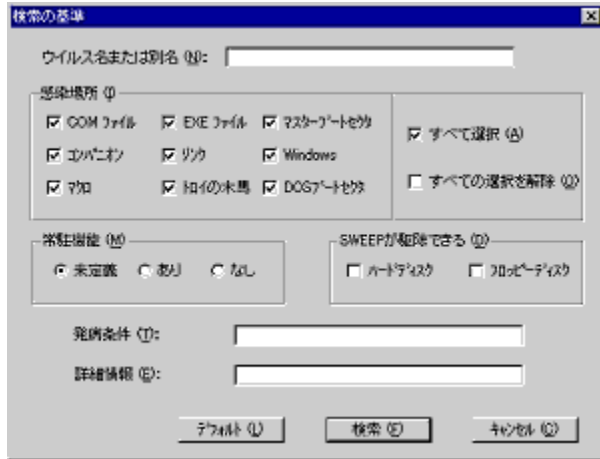 検索の基準
ウイルス名または別名 (N):
感染場所 (I)
COM ファイル EXE ファイル マスターブートセクタ
コンパニオン リンク Windows
マクロ トロイの木馬 DOSブートセクタ
すべて選択 (A)
すべての選択を解除 (O)
常駐機能 (M)
未定義 あり なし
SWEEPが駆除できる (D)
ハードディスク フロッピーディスク
発病条件 (T):
詳細情報 (E):
デフォルト (L) 検索 (F) キャンセル (C)